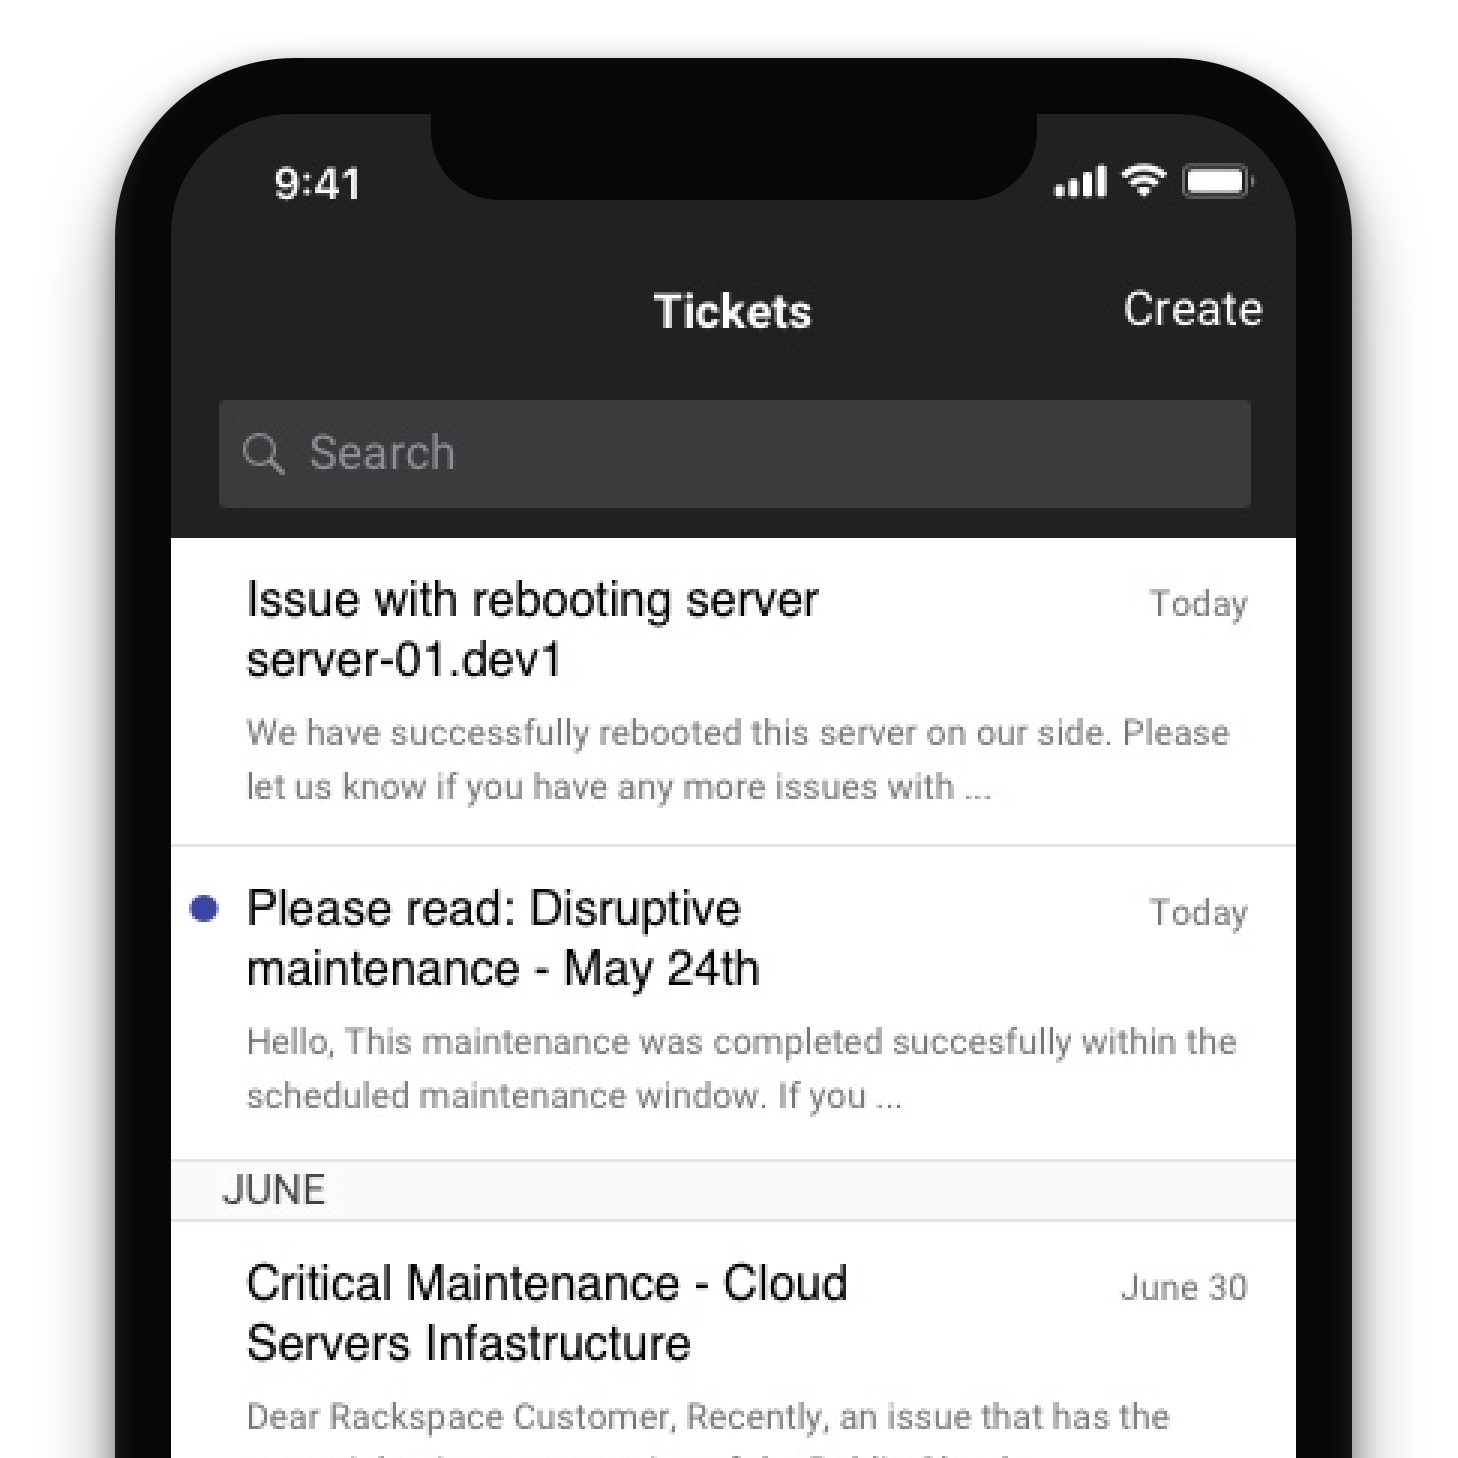 9:41
Tickets
Create
Search
Issue with rebooting server
Today
server-01.dev1
We have successfully rebooted this server on our side. Please
let us know if you have any more issues with ...
Please read: Disruptive
Today
maintenance - May 24th
Hello, This maintenance was completed succesfully within the
scheduled maintenance window. If you ...
JUNE
Critical Maintenance - Cloud
June 30
Servers Infastructure
Dear Rackspace Customer, Recently, an issue that has the